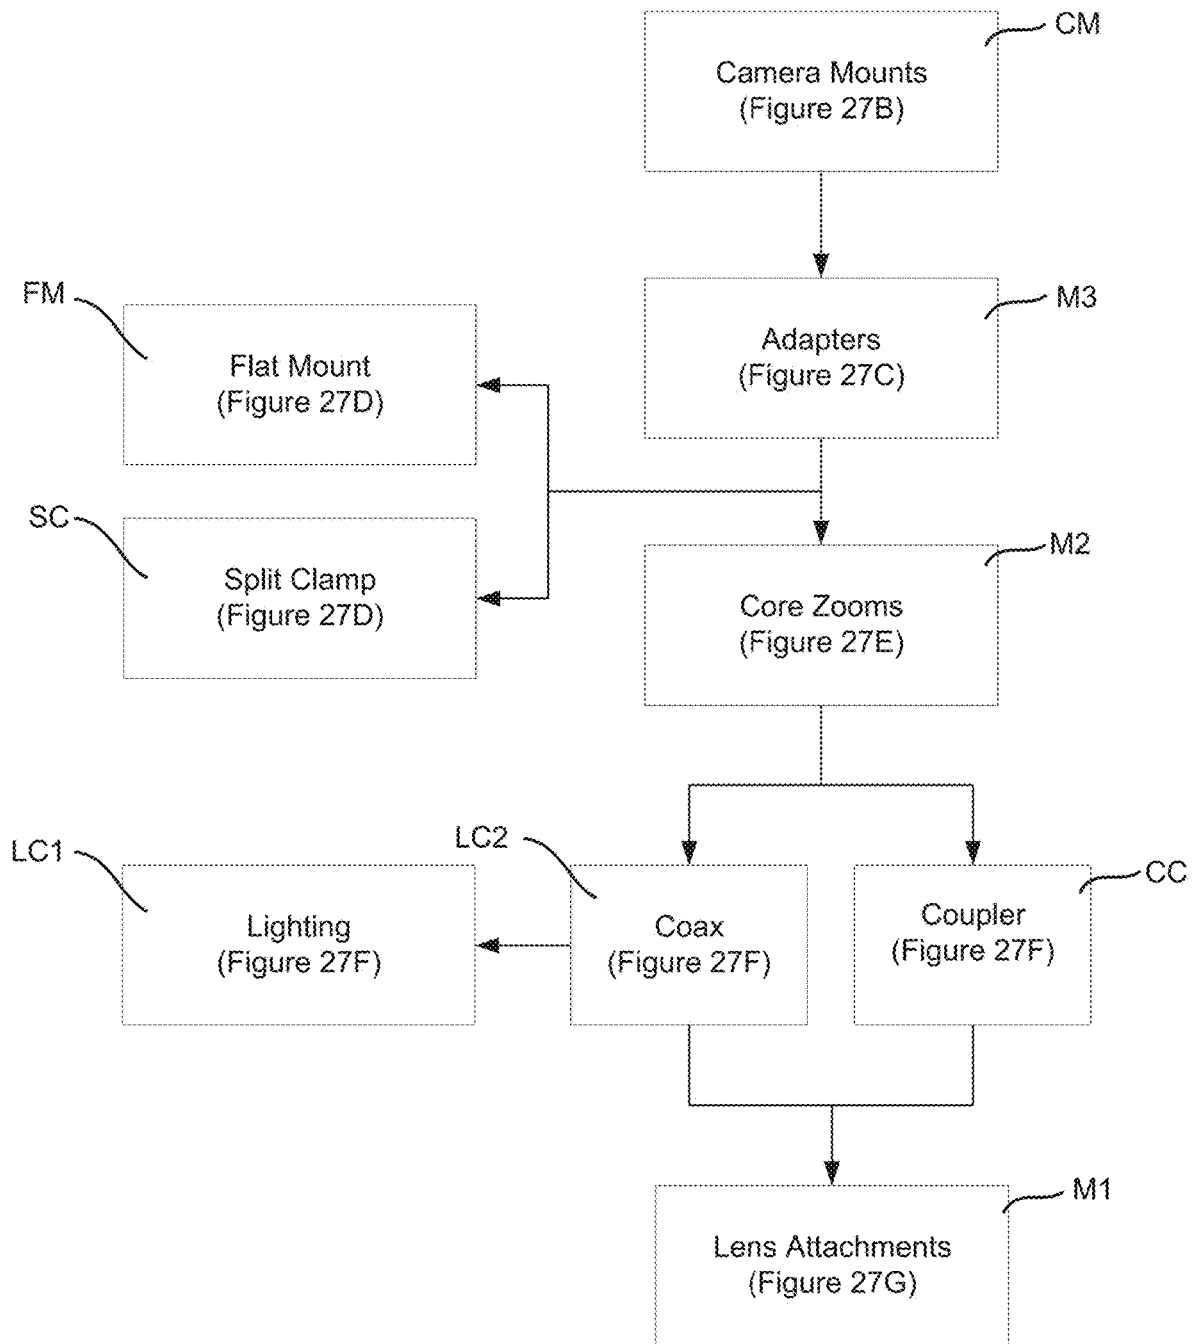 CM
Camera Mounts
(Figure 27B)
FM
M3
Flat Mount
(Figure 27D)
Adapters
(Figure 27C)
SC
M2
Split Clamp
(Figure 27D)
Core Zooms
(Figure 27E)
LC1
LC2
CC
Lighting
(Figure 27F)
Coax
(Figure 27F)
Coupler
(Figure 27F)
M1
Lens Attachments
(Figure 27G)